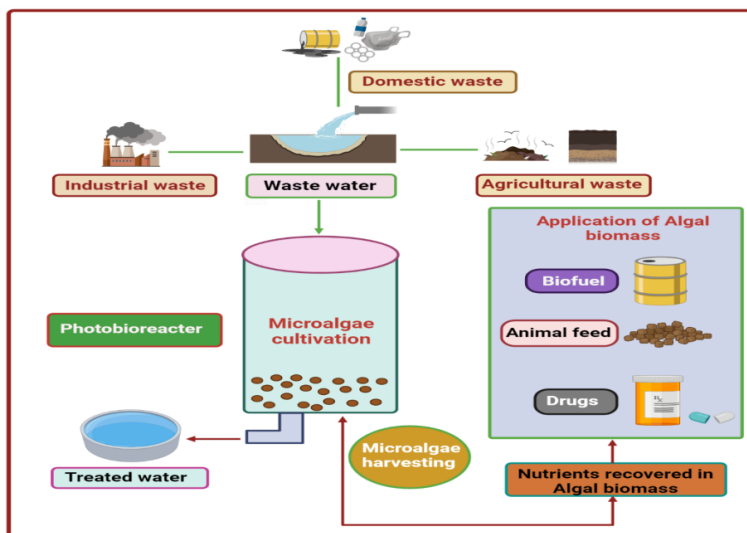 Domestic waste
Industrial waste
Waste water
Agricultural waste
Application of Algal
biomass
Biofuel
Animal feed
Drugs
Photobioreacter
Microalgae
cultivation
Microalgae
harvesting
Treated water
Nutrients recovered in
Algal biomass